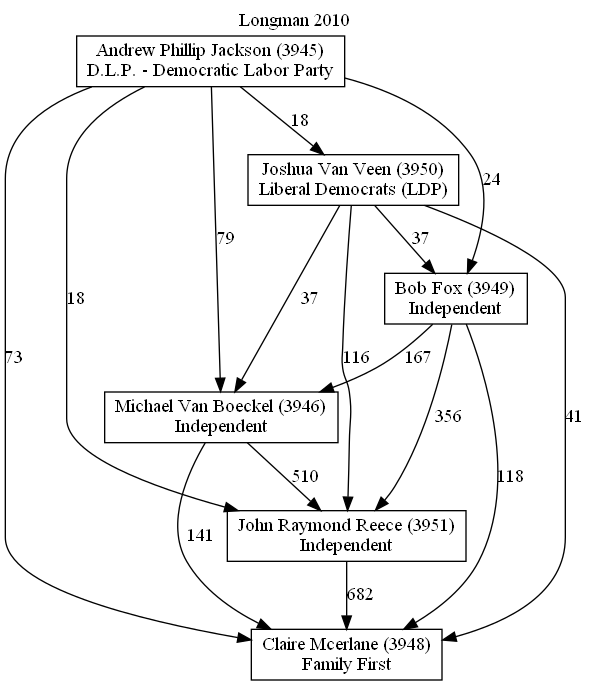 Longman 2010
Andrew Phillip Jackson (3945)
D.L.P. - Democratic Labor Party
18
Joshua Van Veen (3950)
Liberal Democrats (LDP)
24
79
37
Bob Fox (3949)
Independent
18
37
73
116
167
41
Michael Van Boeckel (3946)
Independent
356
510
118
John Raymond Reece (3951)
Independent
141
682
Claire Mcerlane (3948)
Family First